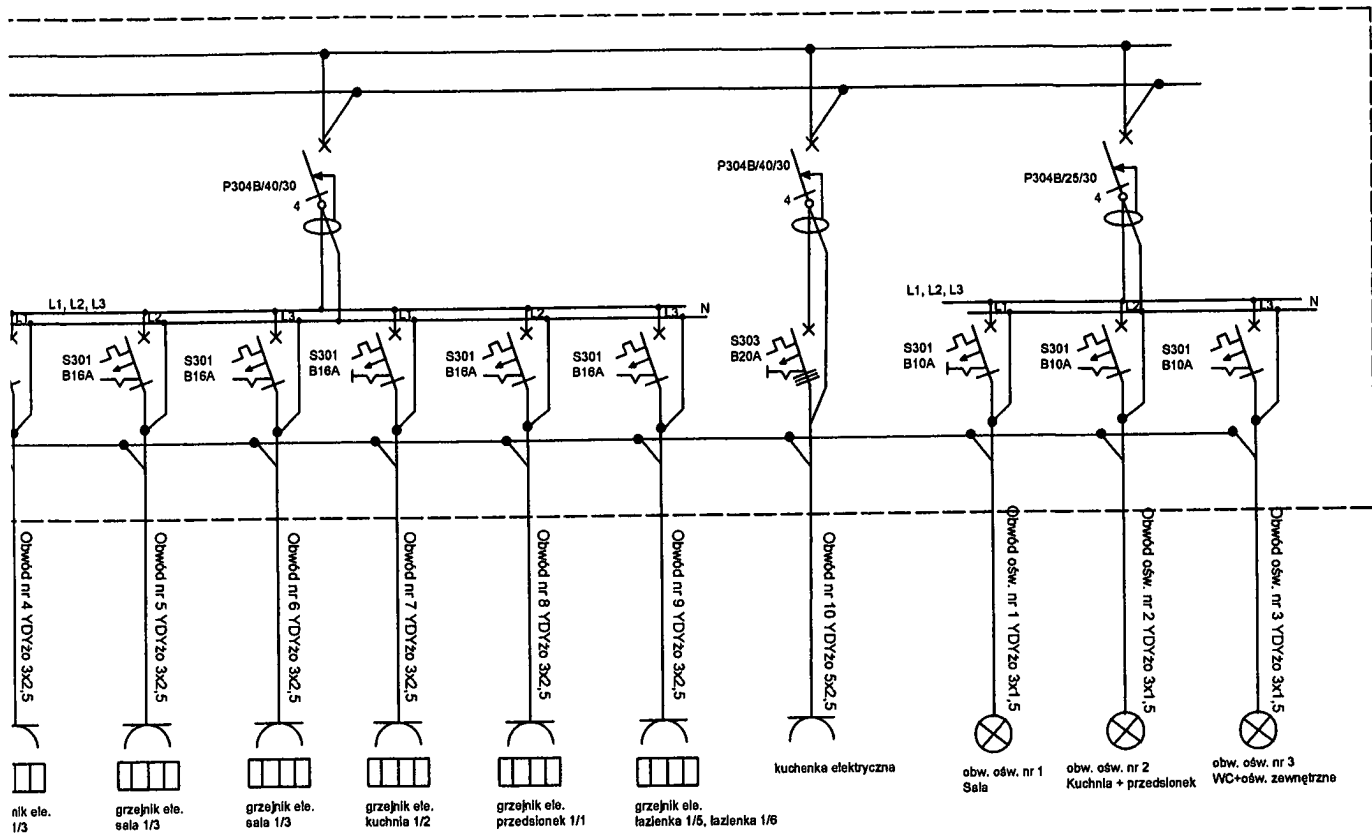 P304B/40/30
4
P304B/40/30
4
P304B/25/30
4
L1, L2, L3
N
L1, L2, L3
N
L1
L2
L3
L1
L2
L3
L1
L2
L3
S301
B16A
S301
B16A
S301
B16A
S301
B16A
S301
B16A
S303
B20A
S301
B10A
S301
B10A
S301
B10A
Obwód nr 4 YDYżo 3x2,5
Obwód nr 5 YDYżo 3x2,5
Obwód nr 6 YDYżo 3x2,5
Obwód nr 7 YDYżo 3x2,5
Obwód nr 8 YDYżo 3x2,5
Obwód nr 9 YDYżo 3x2,5
Obwód nr 10 YDYżo 5x2,5
Obwód ośw. nr 1 YDYżo 3x1,5
Obwód ośw. nr 2 YDYżo 3x1,5
Obwód ośw. nr 3 YDYżo 3x1,5
nik ele.
1/3
grzejnik ele.
sala 1/3
grzejnik ele.
sala 1/3
grzejnik ele.
kuchnia 1/2
grzejnik ele.
przedsionek 1/1
grzejnik ele.
łazienka 1/5, łazienka 1/6
kuchenka elektryczna
obw. ośw. nr 1
Sala
obw. ośw. nr 2
Kuchnia + przedsionek
obw. ośw. nr 3
WC+ośw. zewnętrzne